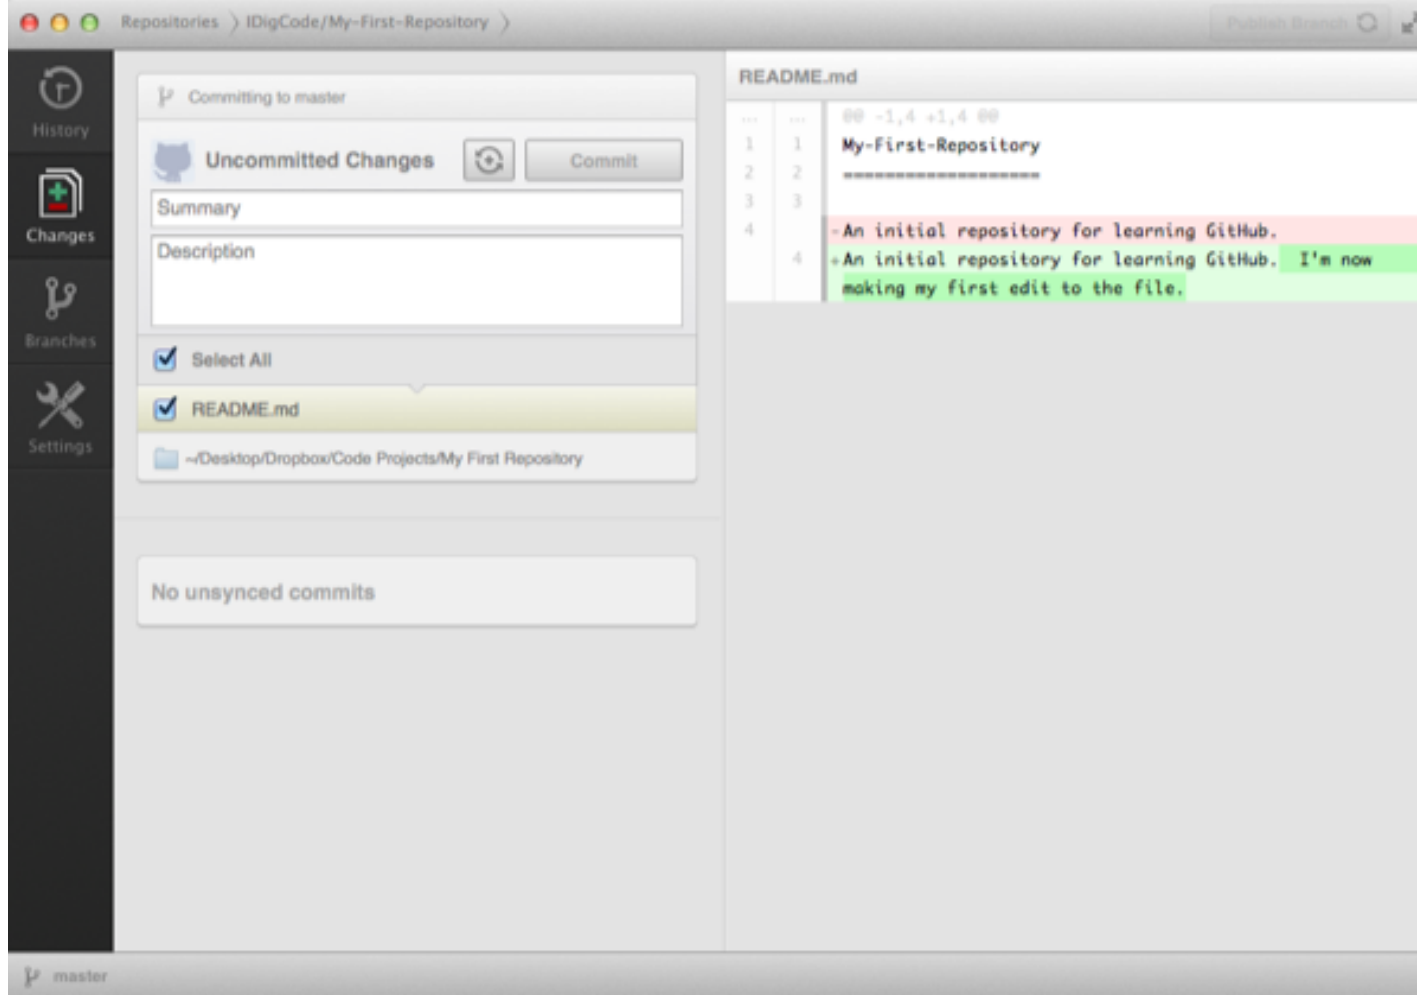 Repositories IDigCode/My-First-Repository
Publish Branch
History
Changes
Branches
Settings
Committing to master
Uncommitted Changes
Commit
Summary
Description
Select All
README.md
~/Desktop/Dropbox/Code Projects/My First Repository
No unsynced commits
README.md
... ... @@ -1,4 +1,4 @@
1 1 My-First-Repository
2 2 ===================
3 3
4 -An initial repository for learning GitHub.
4 +An initial repository for learning GitHub.  I'm now
making my first edit to the file.
master